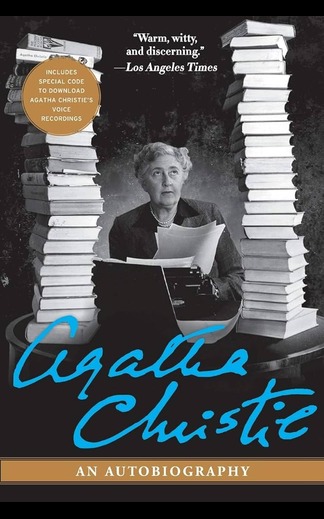 “Warm, witty,
and discerning.”
—Los Angeles Times
INCLUDES
SPECIAL CODE
TO DOWNLOAD
AGATHA CHRISTIE'S
VOICE
RECORDINGS
Agatha
Christie
AN AUTOBIOGRAPHY